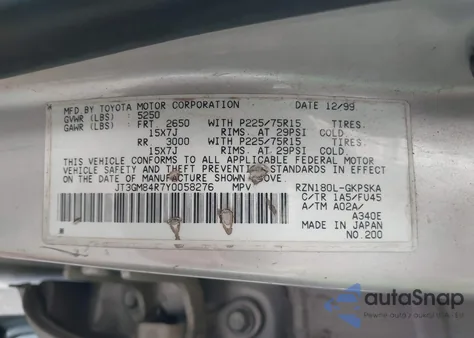 MFD BY TOYOTA MOTOR CORPORATION DATE 12/99
GVWR (LBS) : 5250
GAWR (LBS) : FRT. 2650 WITH P225/75R15 TIRES.
15X7J RIMS. AT 29PSI COLD.
RR. 3000 WITH P225/75R15 TIRES.
15X7J RIMS. AT 29PSI COLD.
THIS VEHICLE CONFORMS TO ALL APPLICABLE FEDERAL MOTOR
VEHICLE SAFETY AND THEFT PREVENTION STANDARDS IN EFFECT
ON THE DATE OF MANUFACTURE SHOWN ABOVE.
JT3GM84R7Y0058276 MPV RZN180L-GKPSKA
C/TR 1A5/FU45
A/TM A02A/
A340E
MADE IN JAPAN
NO.200
autoSnap